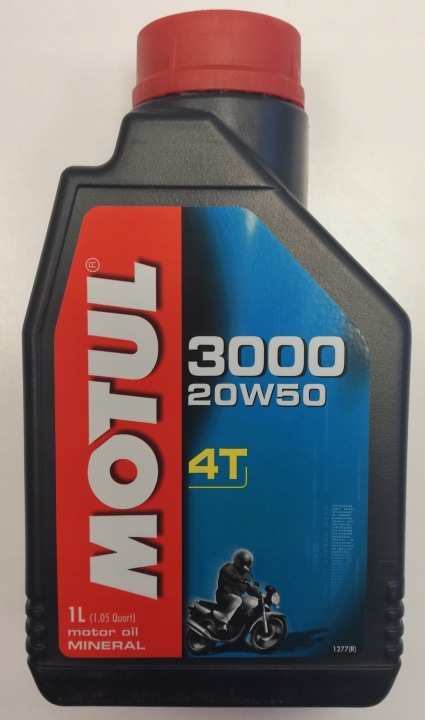 MOTUL®
3000
20W50
4T
1L (1.05 Quart)
motor oil
MINERAL
1277(R)